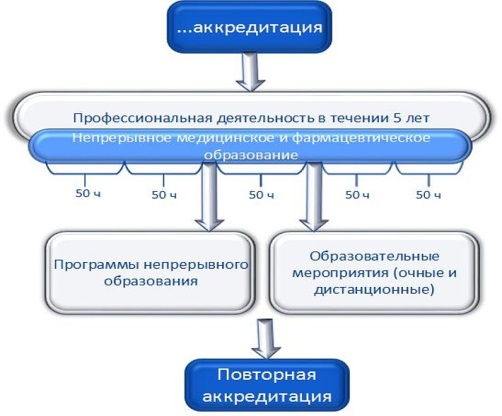 ...аккредитация
Профессиональная деятельность в течении 5 лет
Непрерывное медицинское и фармацевтическое
образование
50 ч
50 ч
50 ч
50 ч
50 ч
Программы непрерывного
образования
Образовательные
мероприятия (очные и
дистанционные)
Повторная
аккредитация